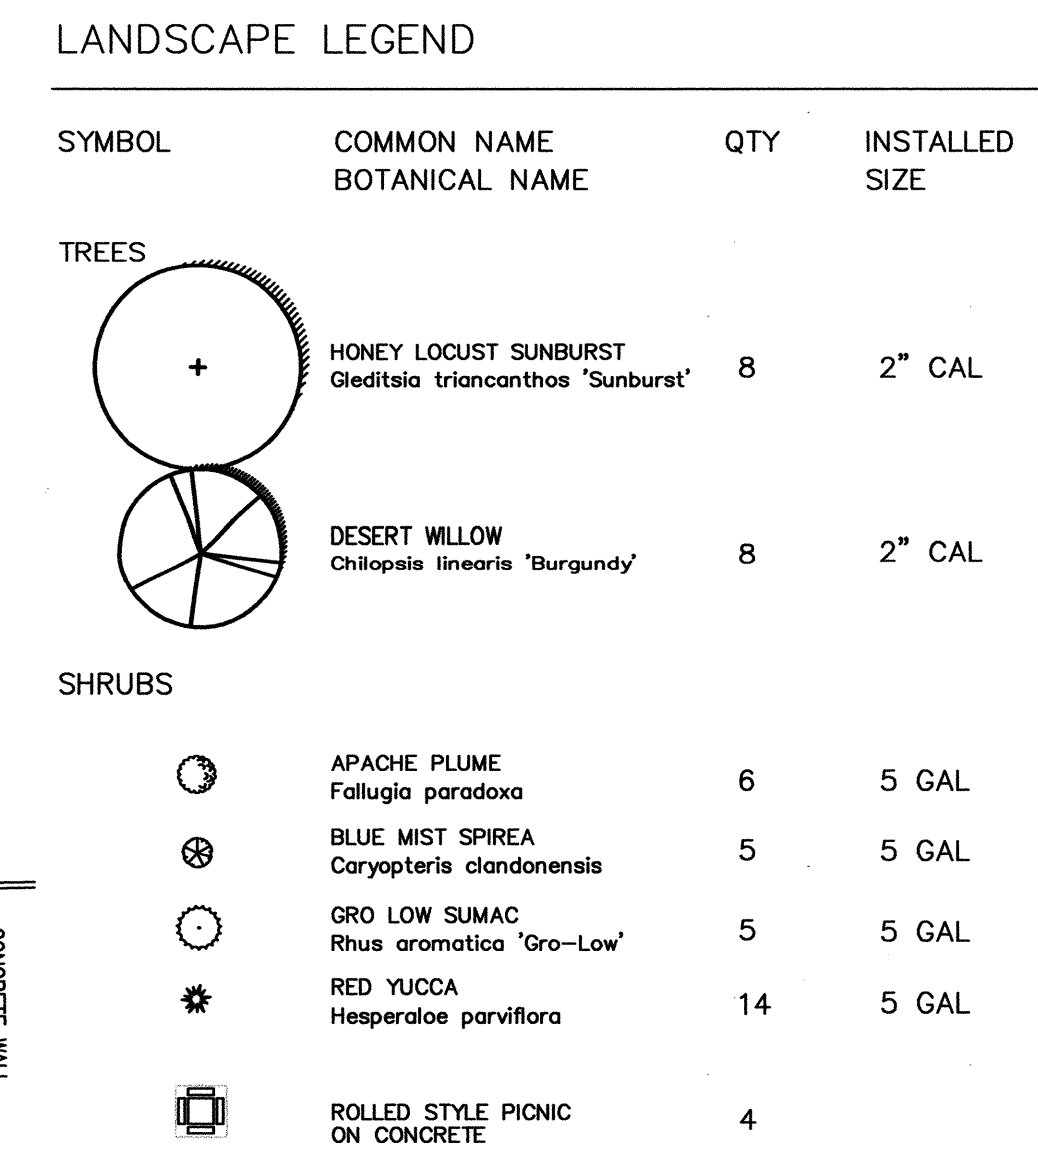 LANDSCAPE LEGEND
SYMBOL COMMON NAME QTY INSTALLED
BOTANICAL NAME SIZE
TREES
HONEY LOCUST SUNBURST
Gleditsia triancanthos 'Sunburst' 8 2" CAL
DESERT WILLOW
Chilopsis linearis 'Burgundy' 8 2" CAL
SHRUBS
APACHE PLUME
Fallugia paradoxa 6 5 GAL
BLUE MIST SPIREA
Caryopteris clandonensis 5 5 GAL
GRO LOW SUMAC
Rhus aromatica 'Gro-Low' 5 5 GAL
RED YUCCA
Hesperaloe parviflora 14 5 GAL
ROLLED STYLE PICNIC
ON CONCRETE 4
CONCRETE WALL